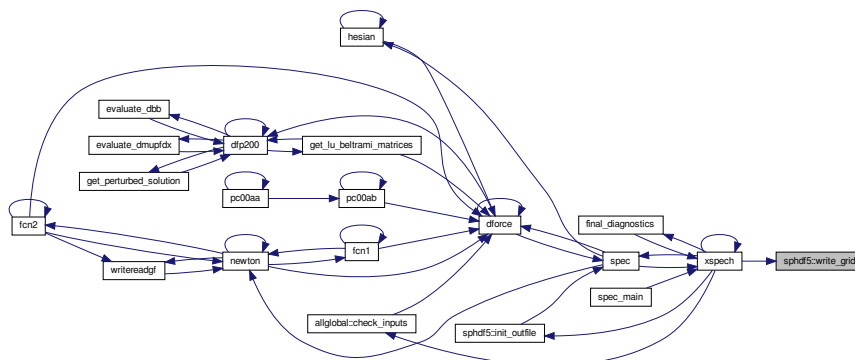 hesian
evaluate_dbb
evaluate_dmupfdx
dfp200
get_lu_beltrami_matrices
get_perturbed_solution
pc00aa
pc00ab
fcn2
dforce
final_diagnostics
fcn1
newton
writereadgf
spec
xspech
sphdf5::write_grid
spec_main
allglobal::check_inputs
sphdf5::init_outfile